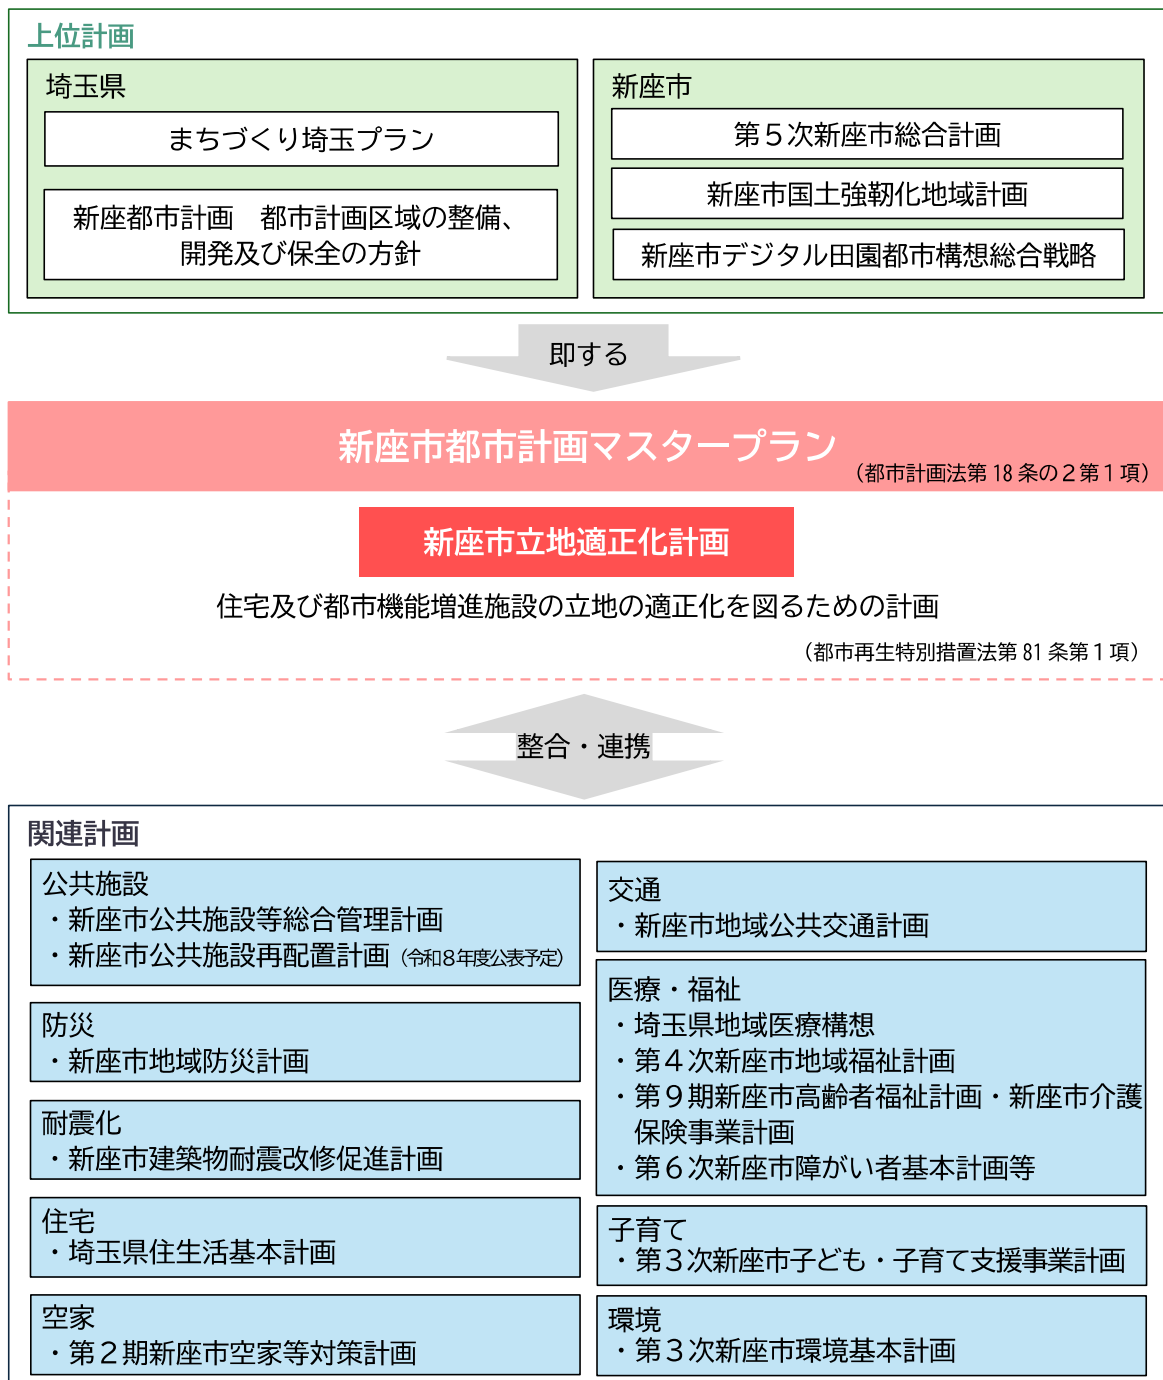 上位計画
埼玉県
まちづくり埼玉プラン
新座都市計画　都市計画区域の整備、
開発及び保全の方針
新座市
第５次新座市総合計画
新座市国土強靭化地域計画
新座市デジタル田園都市構想総合戦略
即する
新座市都市計画マスタープラン
（都市計画法第 18 条の２第１項）
新座市立地適正化計画
住宅及び都市機能増進施設の立地の適正化を図るための計画
（都市再生特別措置法第 81 条第１項）
整合・連携
関連計画
公共施設
・新座市公共施設等総合管理計画
・新座市公共施設再配置計画（令和８年度公表予定）
防災
・新座市地域防災計画
耐震化
・新座市建築物耐震改修促進計画
住宅
・埼玉県住生活基本計画
空家
・第２期新座市空家等対策計画
交通
・新座市地域公共交通計画
医療・福祉
・埼玉県地域医療構想
・第４次新座市地域福祉計画
・第９期新座市高齢者福祉計画・新座市介護
保険事業計画
・第６次新座市障がい者基本計画等
子育て
・第３次新座市子ども・子育て支援事業計画
環境
・第３次新座市環境基本計画